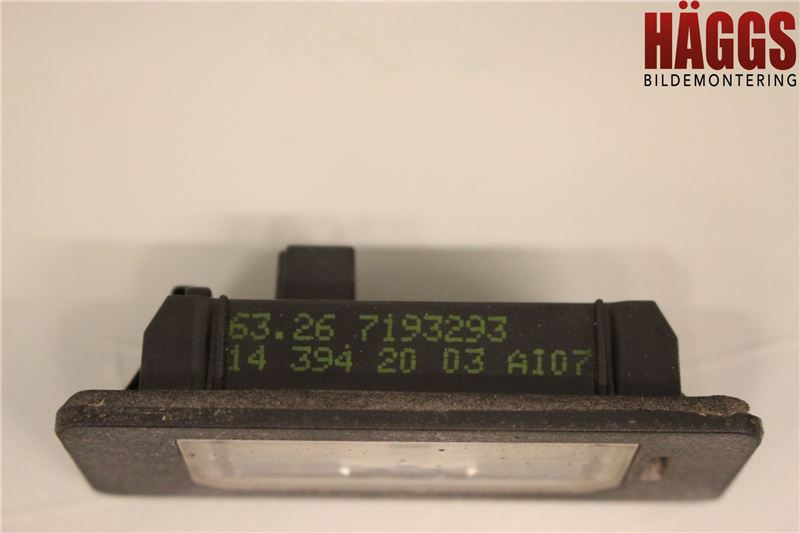 HÄGGS
BILDEMONTERING
63.26 7193293
14 394 20 03 AI07